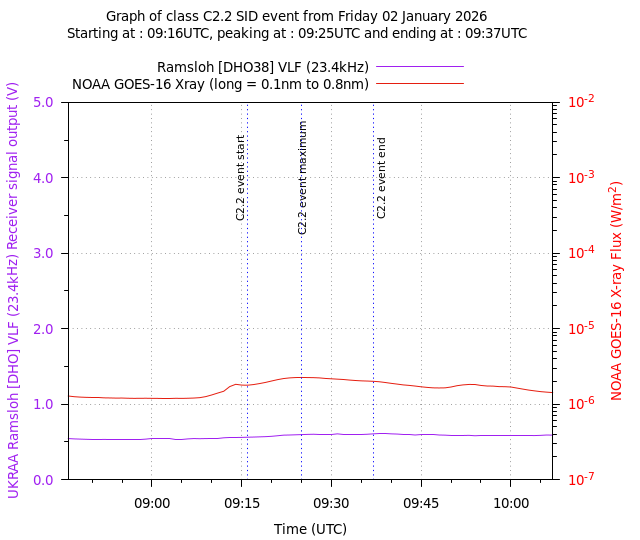 Graph of class C2.2 SID event from Friday 02 January 2026
Starting at : 09:16UTC, peaking at : 09:25UTC and ending at : 09:37UTC
Ramsloh [DHO38] VLF (23.4kHz)
NOAA GOES-16 Xray (long = 0.1nm to 0.8nm)
UKRAA Ramsloh [DHO] VLF (23.4kHz) Receiver signal output (V)
5.0
4.0
3.0
2.0
1.0
0.0
C2.2 event start
C2.2 event maximum
C2.2 event end
10⁻²
10⁻³
10⁻⁴
10⁻⁵
10⁻⁶
10⁻⁷
NOAA GOES-16 X-ray Flux (W/m²)
09:00 09:15 09:30 09:45 10:00
Time (UTC)